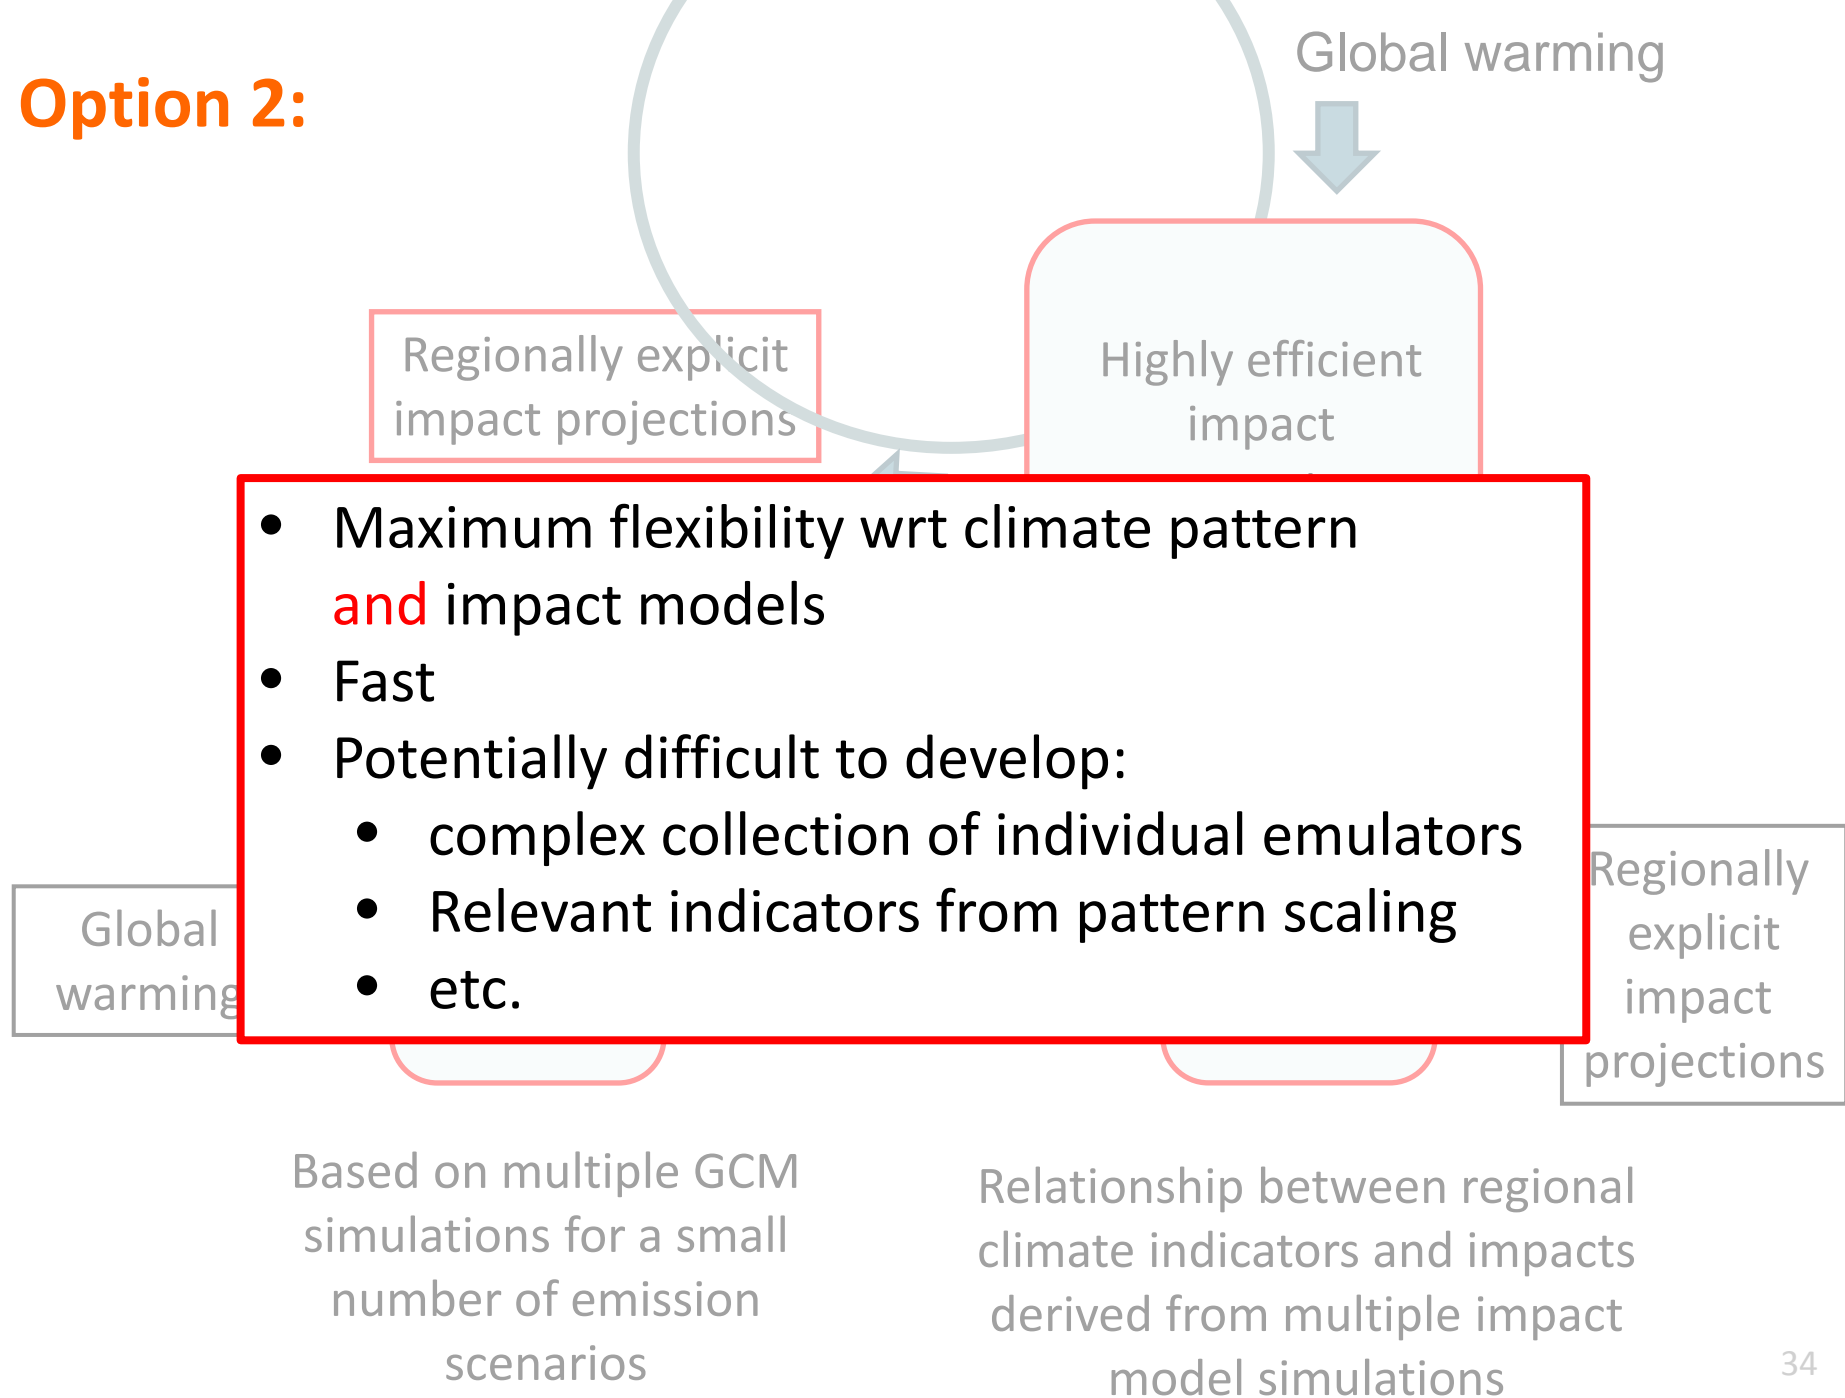 Global warming
Option 2:
Regionally explicit
impact projections
Highly efficient
impact
• Maximum flexibility wrt climate pattern
and impact models
• Fast
• Potentially difficult to develop:
• complex collection of individual emulators
• Relevant indicators from pattern scaling
• etc.
Global
warming
Regionally
explicit
impact
projections
Based on multiple GCM
simulations for a small
number of emission
scenarios
Relationship between regional
climate indicators and impacts
derived from multiple impact
model simulations
34